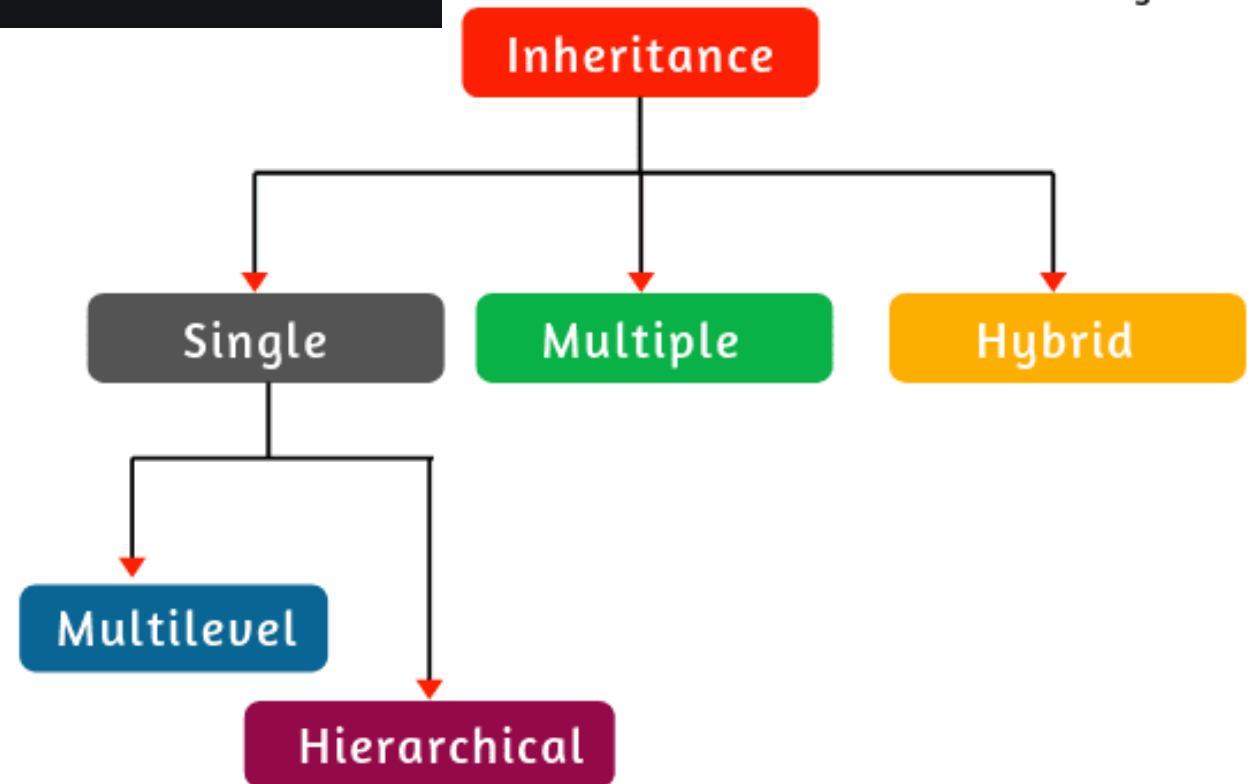 Inheritance
Single
Multiple
Hybrid
Multilevel
Hierarchical